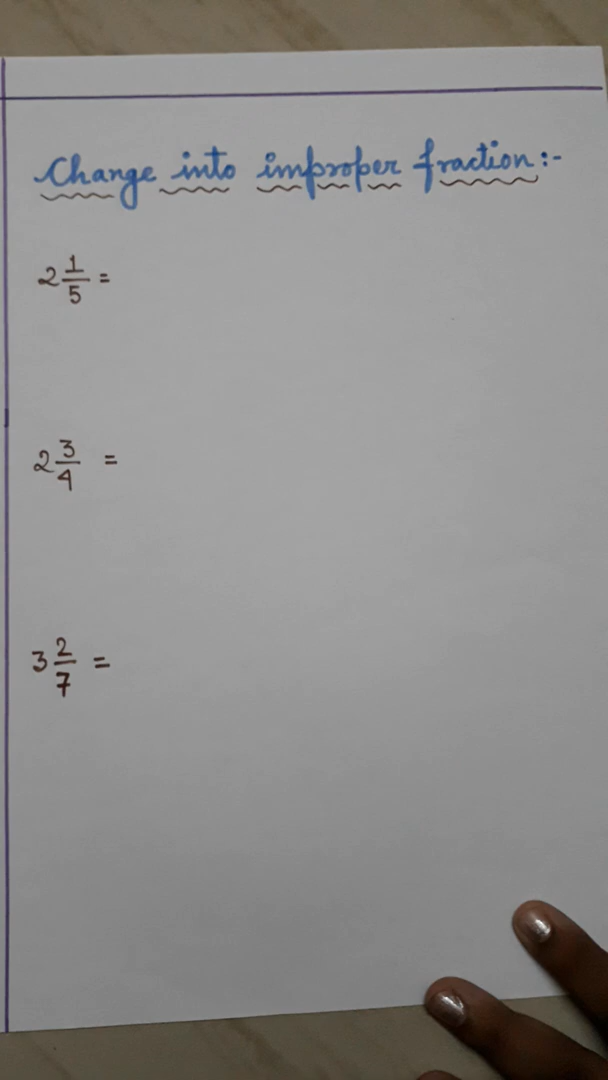 Change into improper fraction:-
2 1/5 =
2 3/4 =
3 2/7 =